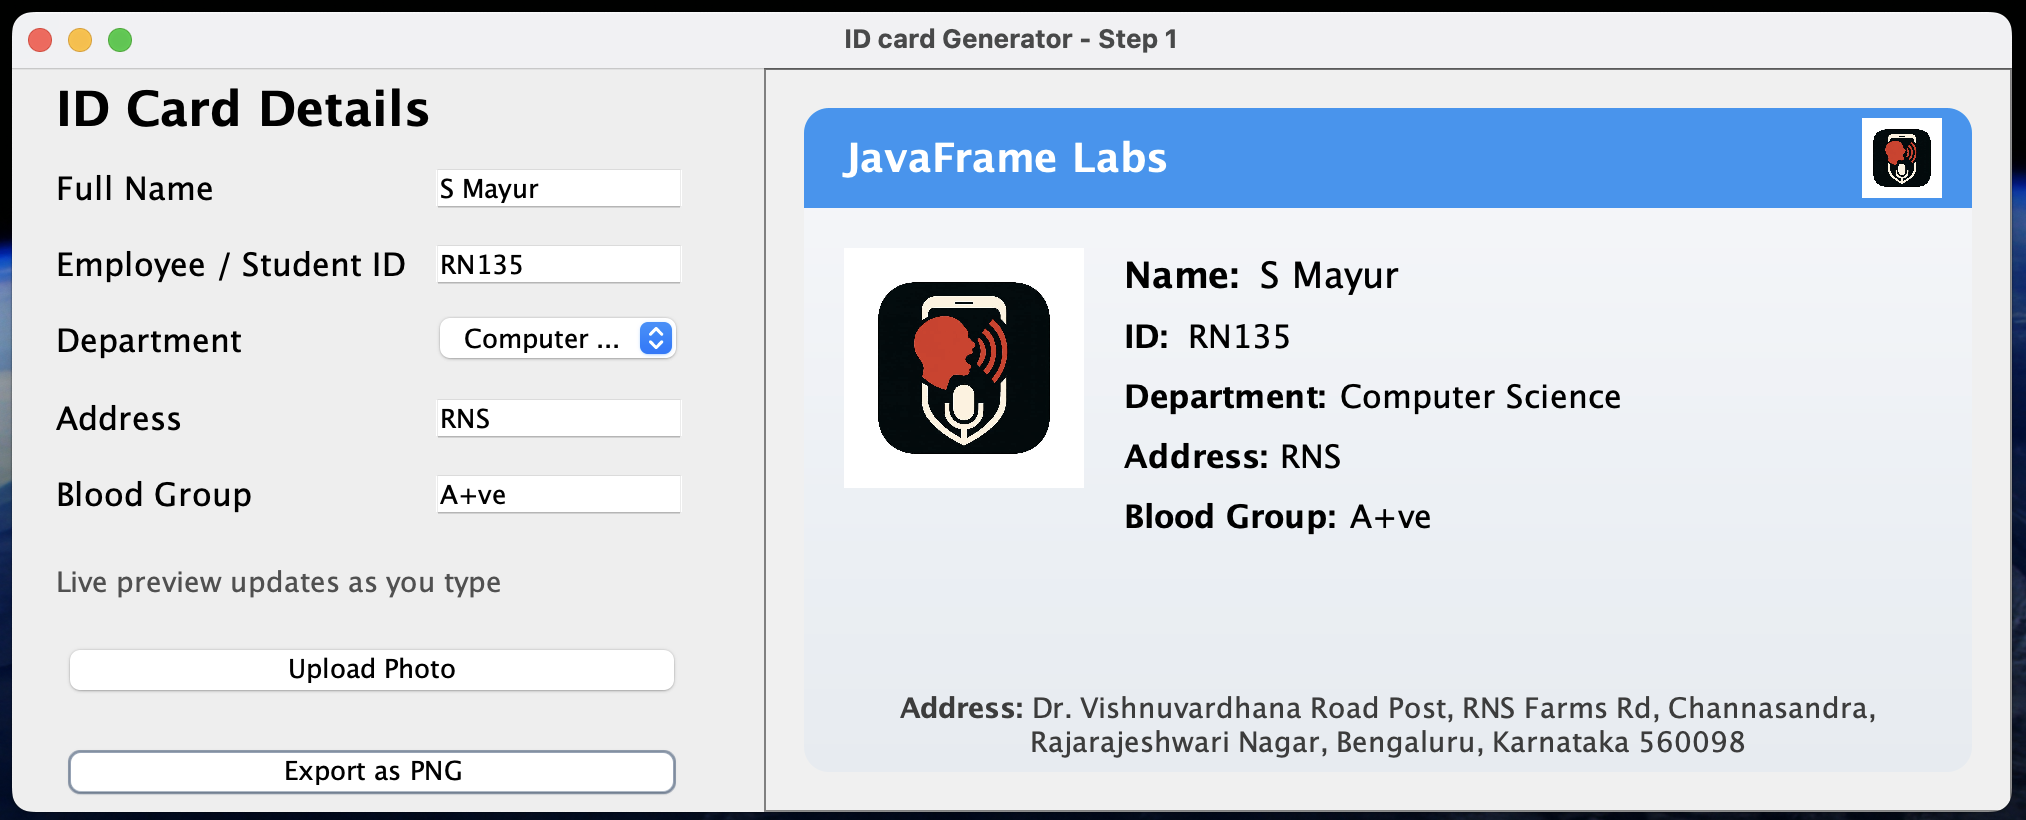 ID card Generator - Step 1
ID Card Details
Full Name
S Mayur
Employee / Student ID
RN135
Department
Computer ...
Address
RNS
Blood Group
A+ve
Live preview updates as you type
Upload Photo
Export as PNG
JavaFrame Labs
Name: S Mayur
ID: RN135
Department: Computer Science
Address: RNS
Blood Group: A+ve
Address: Dr. Vishnuvardhana Road Post, RNS Farms Rd, Channasandra,
Rajarajeshwari Nagar, Bengaluru, Karnataka 560098